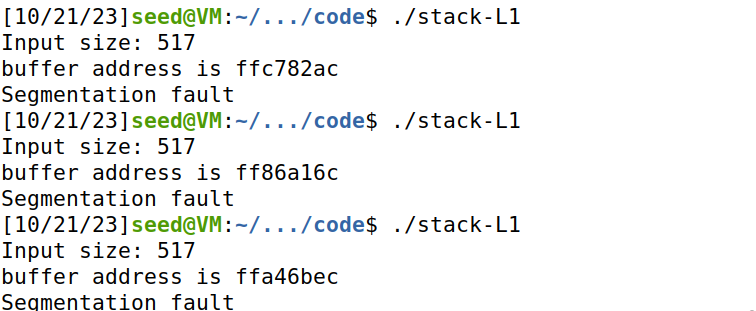 [10/21/23]seed@VM:~/.../code$ ./stack-L1
Input size: 517
buffer address is ffc782ac
Segmentation fault
[10/21/23]seed@VM:~/.../code$ ./stack-L1
Input size: 517
buffer address is ff86a16c
Segmentation fault
[10/21/23]seed@VM:~/.../code$ ./stack-L1
Input size: 517
buffer address is ffa46bec
Segmentation fault